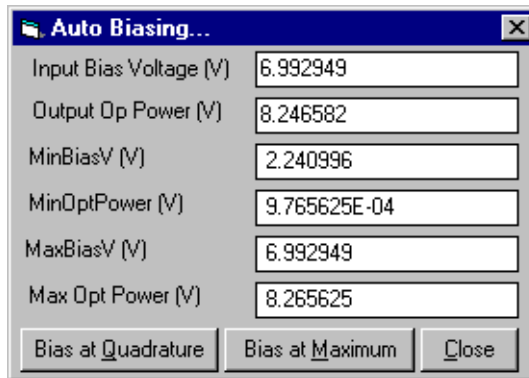 Auto Biasing...
Input Bias Voltage (V) 6.992949
Output Op Power (V) 8.246582
MinBiasV (V) 2.240996
MinOptPower (V) 9.765625E-04
MaxBiasV (V) 6.992949
Max Opt Power (V) 8.265625
Bias at Quadrature Bias at Maximum Close